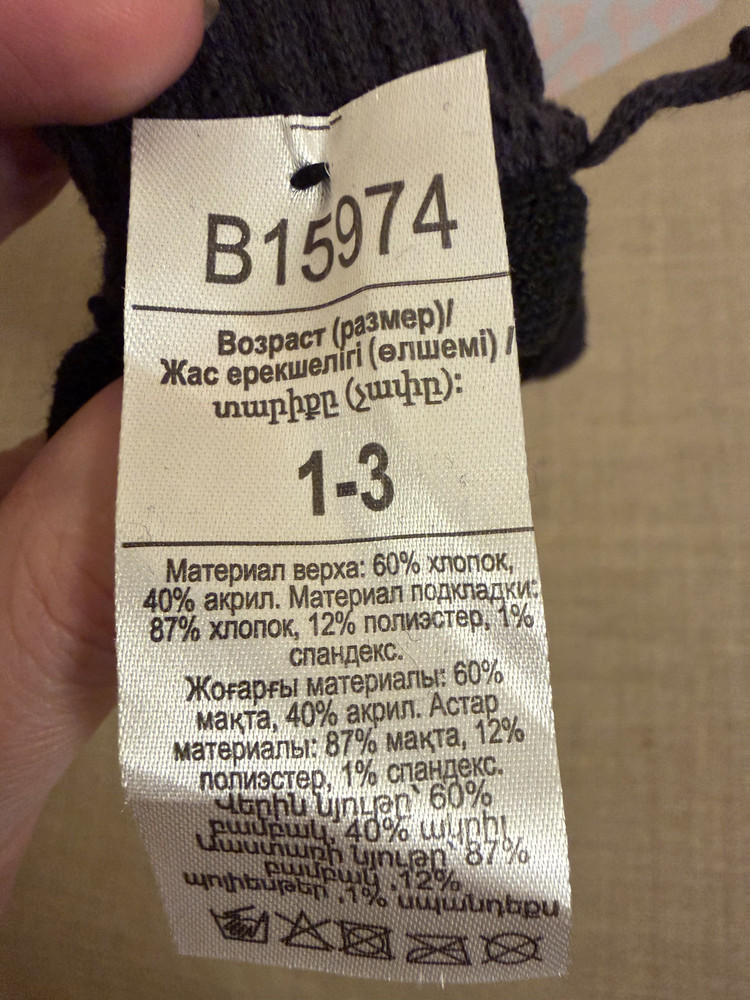 B15974
Возраст (размер)/
Жас ерекшелігі (өлшемі) /
տարիքը (չափը):
1-3
Материал верха: 60% хлопок,
40% акрил. Материал подкладки:
87% хлопок, 12% полиэстер, 1%
спандекс.
Жоғарғы материалы: 60%
мақта, 40% акрил. Астар
материалы: 87% мақта, 12%
полиэстер, 1% спандекс.
Վերին նյութը՝ 60%
բամբակ, 40% ակրիլ
Աաստառի նյութը՝ 87%
բամբակ .12%
պոլիեսթեր .1% սպանդեքս